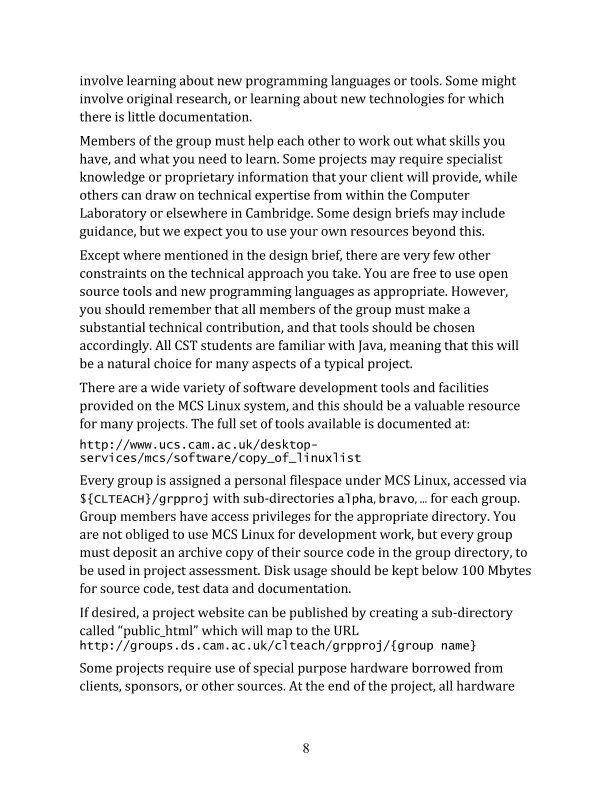 involve learning about new programming languages or tools. Some might
involve original research, or learning about new technologies for which
there is little documentation.
Members of the group must help each other to work out what skills you
have, and what you need to learn. Some projects may require specialist
knowledge or proprietary information that your client will provide, while
others can draw on technical expertise from within the Computer
Laboratory or elsewhere in Cambridge. Some design briefs may include
guidance, but we expect you to use your own resources beyond this.
Except where mentioned in the design brief, there are very few other
constraints on the technical approach you take. You are free to use open
source tools and new programming languages as appropriate. However,
you should remember that all members of the group must make a
substantial technical contribution, and that tools should be chosen
accordingly. All CST students are familiar with Java, meaning that this will
be a natural choice for many aspects of a typical project.
There are a wide variety of software development tools and facilities
provided on the MCS Linux system, and this should be a valuable resource
for many projects. The full set of tools available is documented at:
http://www.ucs.cam.ac.uk/desktop-
services/mcs/software/copy_of_linuxlist
Every group is assigned a personal filespace under MCS Linux, accessed via
${CLTEACH}/grpproj with sub-directories alpha, bravo, ... for each group.
Group members have access privileges for the appropriate directory. You
are not obliged to use MCS Linux for development work, but every group
must deposit an archive copy of their source code in the group directory, to
be used in project assessment. Disk usage should be kept below 100 Mbytes
for source code, test data and documentation.
If desired, a project website can be published by creating a sub-directory
called “public_html” which will map to the URL
http://groups.ds.cam.ac.uk/clteach/grpproj/{group name}
Some projects require use of special purpose hardware borrowed from
clients, sponsors, or other sources. At the end of the project, all hardware
8